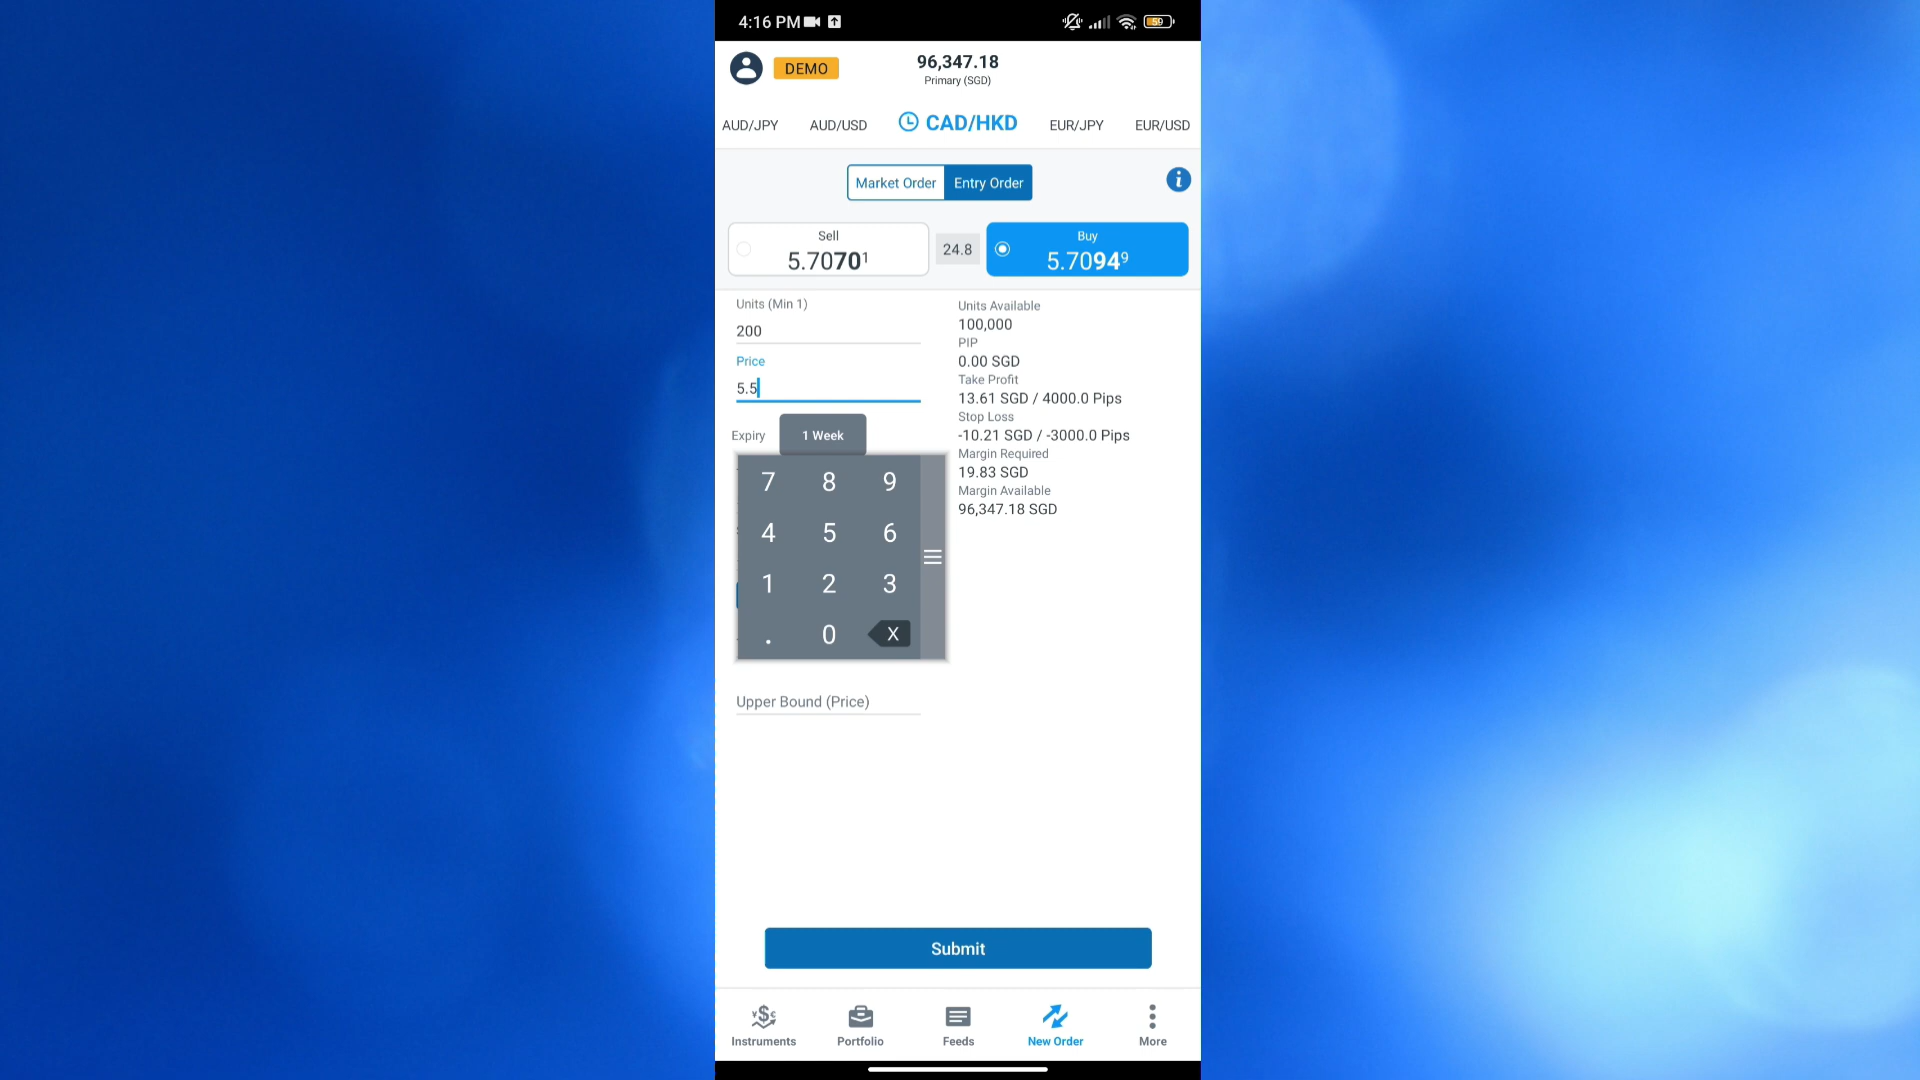 4:16 PM
59
DEMO
96,347.18
Primary (SGD)
AUD/JPY AUD/USD CAD/HKD EUR/JPY EUR/USD
Market Order Entry Order
i
Sell
5.70701
24.8
Buy
5.70949
Units (Min 1)
200
Price
5.5
Expiry 1 Week
7 8 9
4 5 6
1 2 3
. 0 X
Upper Bound (Price)
Units Available
100,000
PIP
0.00 SGD
Take Profit
13.61 SGD / 4000.0 Pips
Stop Loss
-10.21 SGD / -3000.0 Pips
Margin Required
19.83 SGD
Margin Available
96,347.18 SGD
Submit
Instruments Portfolio Feeds New Order More